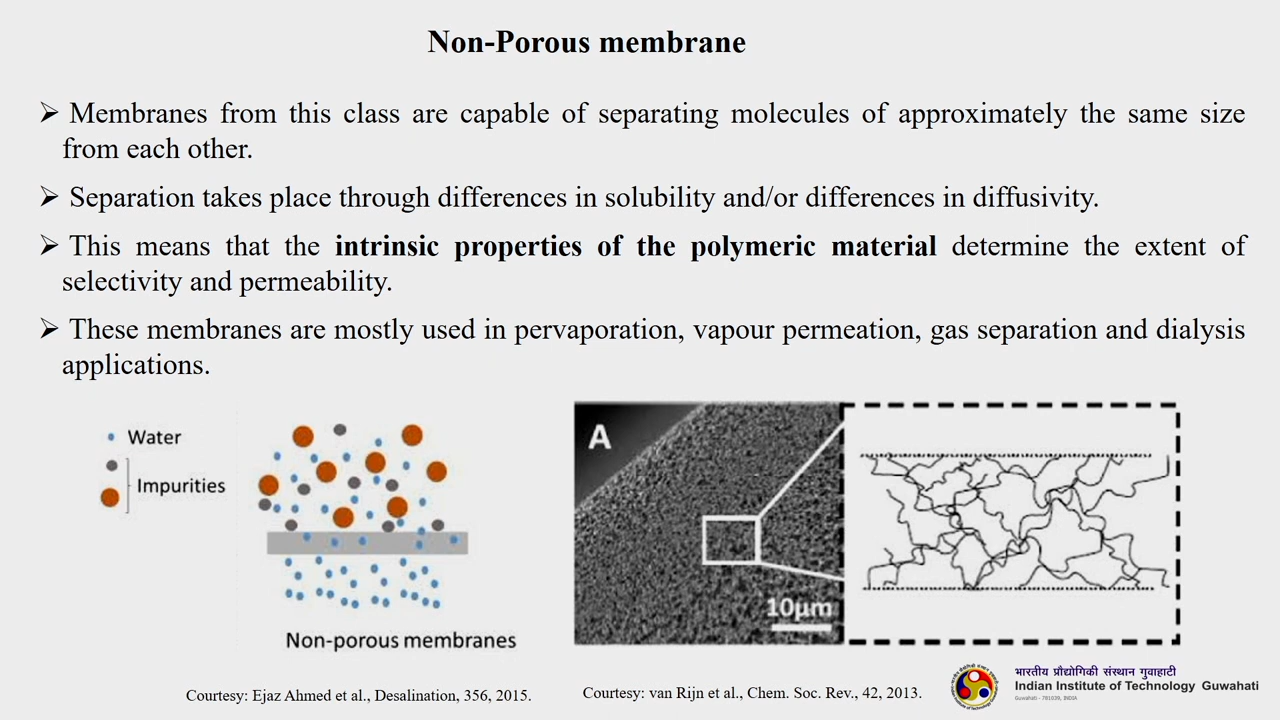 Non-Porous membrane
➢ Membranes from this class are capable of separating molecules of approximately the same size
from each other.
➢ Separation takes place through differences in solubility and/or differences in diffusivity.
➢ This means that the intrinsic properties of the polymeric material determine the extent of
selectivity and permeability.
➢ These membranes are mostly used in pervaporation, vapour permeation, gas separation and dialysis
applications.
Water
Impurities
Non-porous membranes
A
10μm
Courtesy: Ejaz Ahmed et al., Desalination, 356, 2015.
Courtesy: van Rijn et al., Chem. Soc. Rev., 42, 2013.
भारतीय प्रौद्योगिकी संस्थान गुवाहाटी
Indian Institute of Technology Guwahati
Guwahati - 781039, INDIA